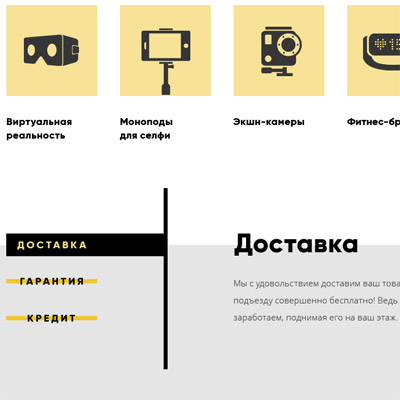 Виртуальная
реальность
Моноподы
для селфи
Экшн-камеры
Фитнес-бр
ДОСТАВКА
ГАРАНТИЯ
КРЕДИТ
Доставка
Мы с удовольствием доставим ваш това
подъезду совершенно бесплатно! Ведь
заработаем, поднимая его на ваш этаж.